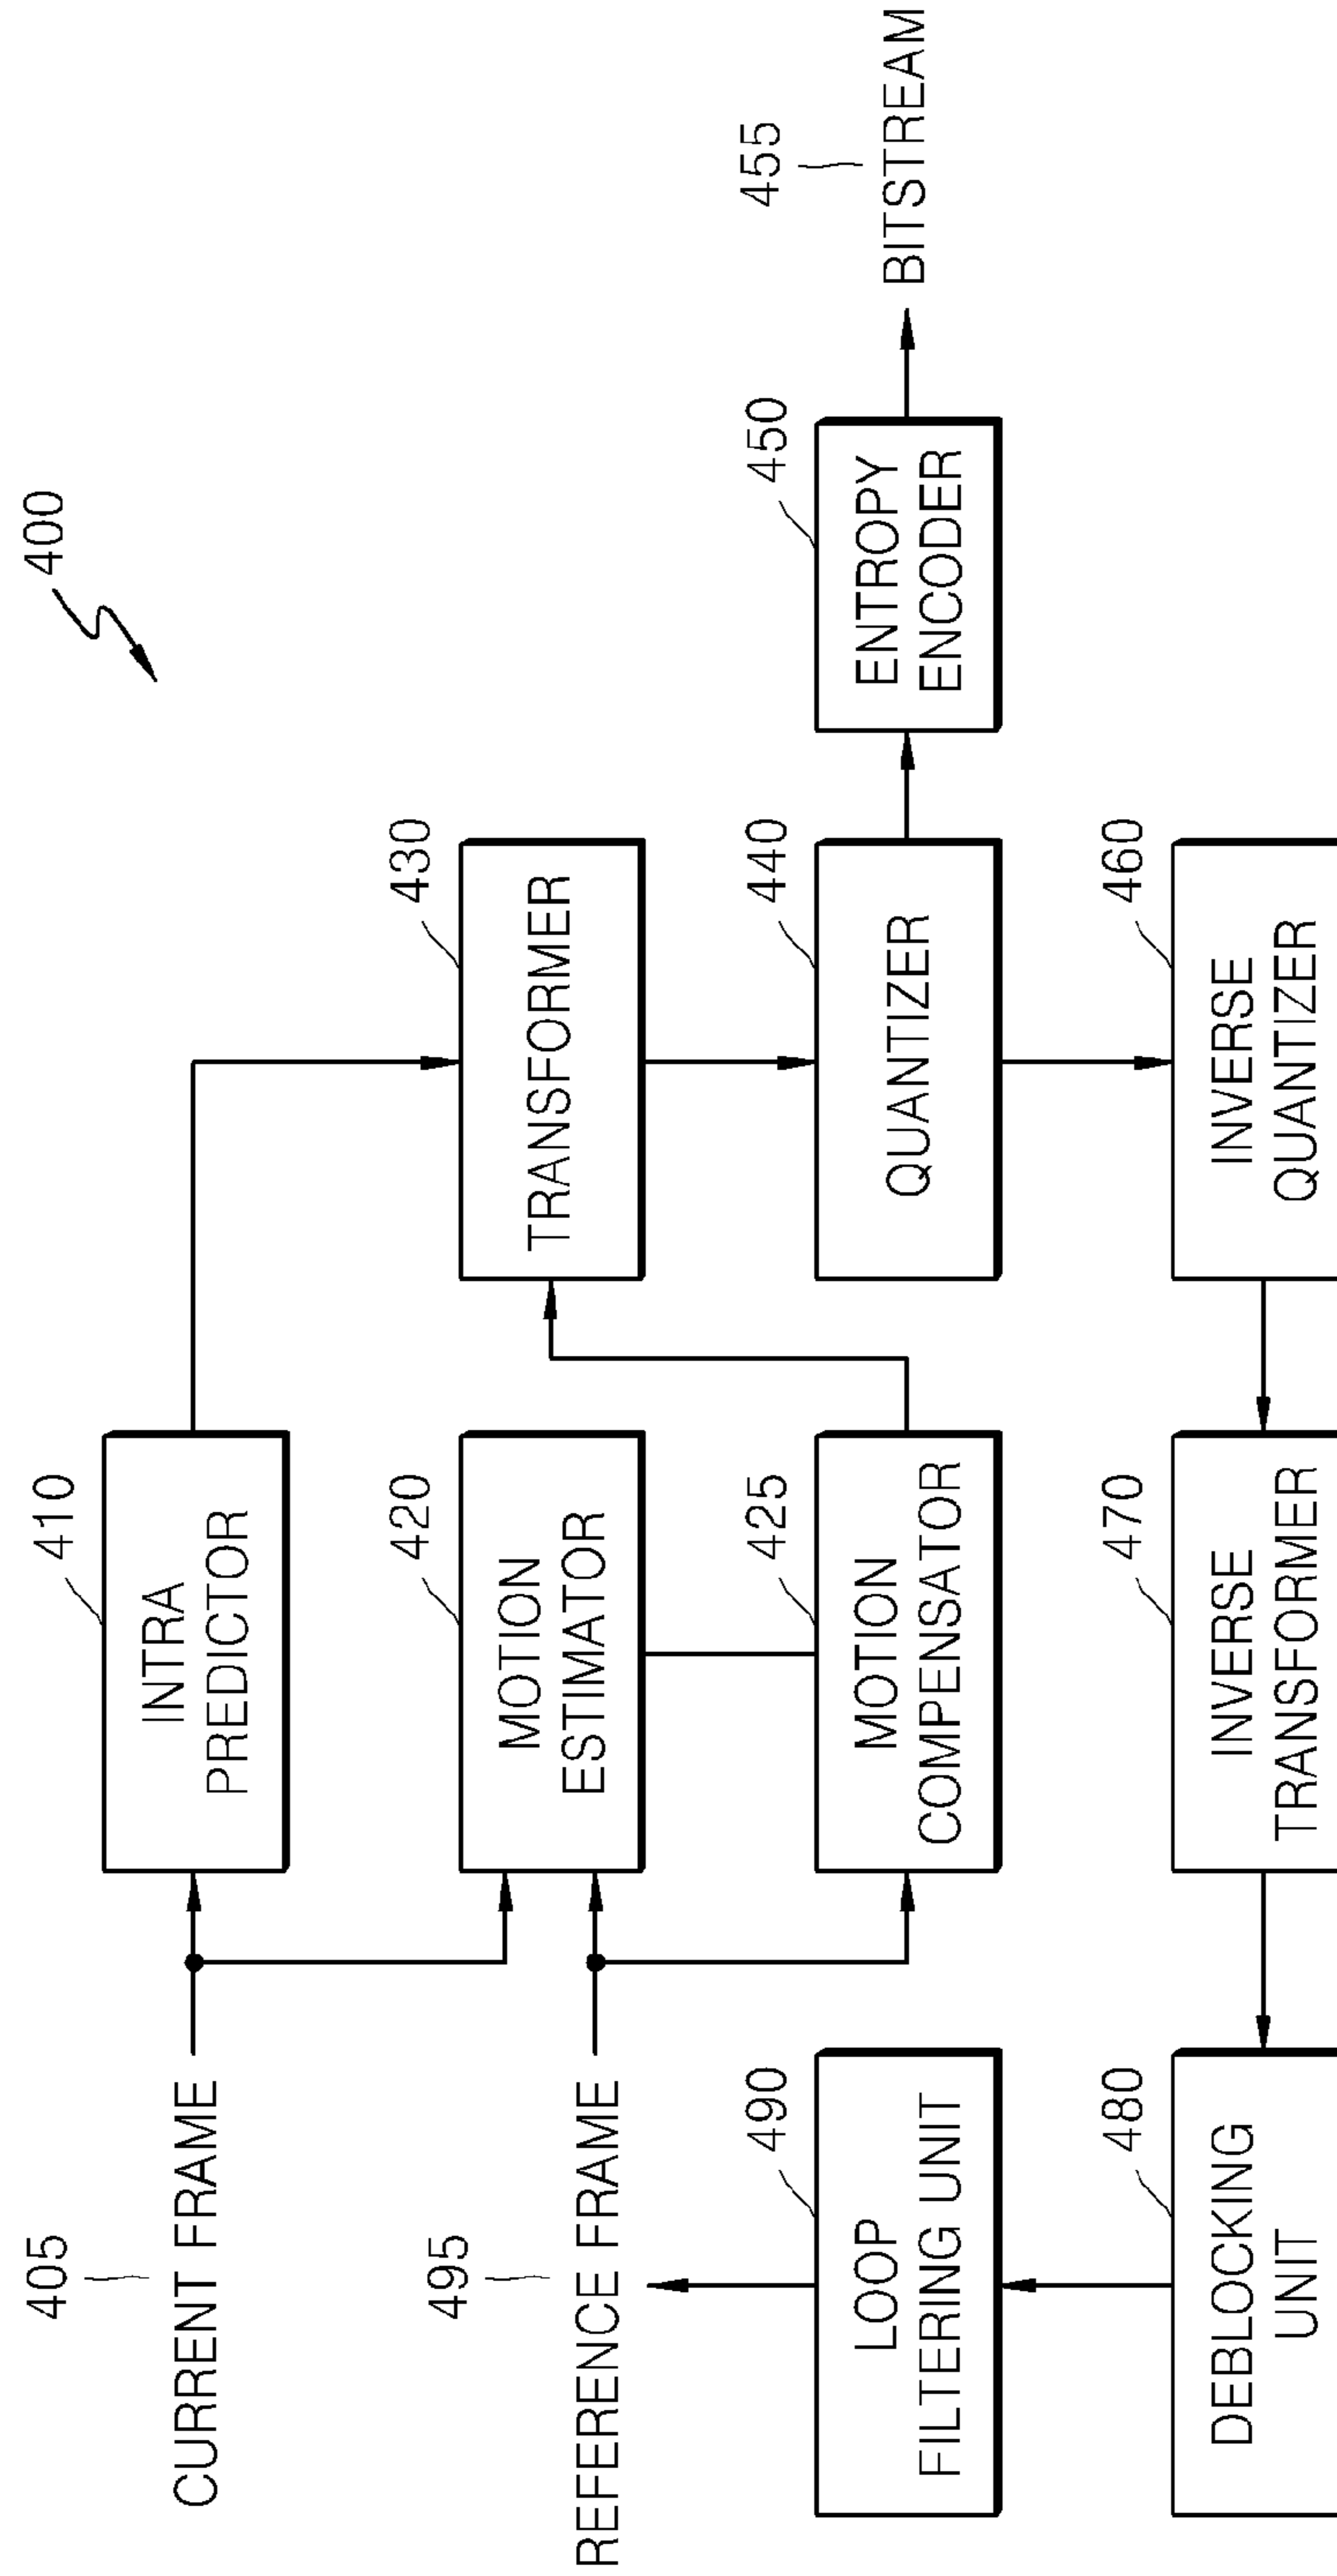 400
405
CURRENT FRAME
410
INTRA
PREDICTOR
495
REFERENCE FRAME
420
MOTION
ESTIMATOR
430
TRANSFORMER
490
LOOP
FILTERING UNIT
425
MOTION
COMPENSATOR
440
QUANTIZER
450
ENTROPY
ENCODER
455
BITSTREAM
480
DEBLOCKING
UNIT
470
INVERSE
TRANSFORMER
460
INVERSE
QUANTIZER